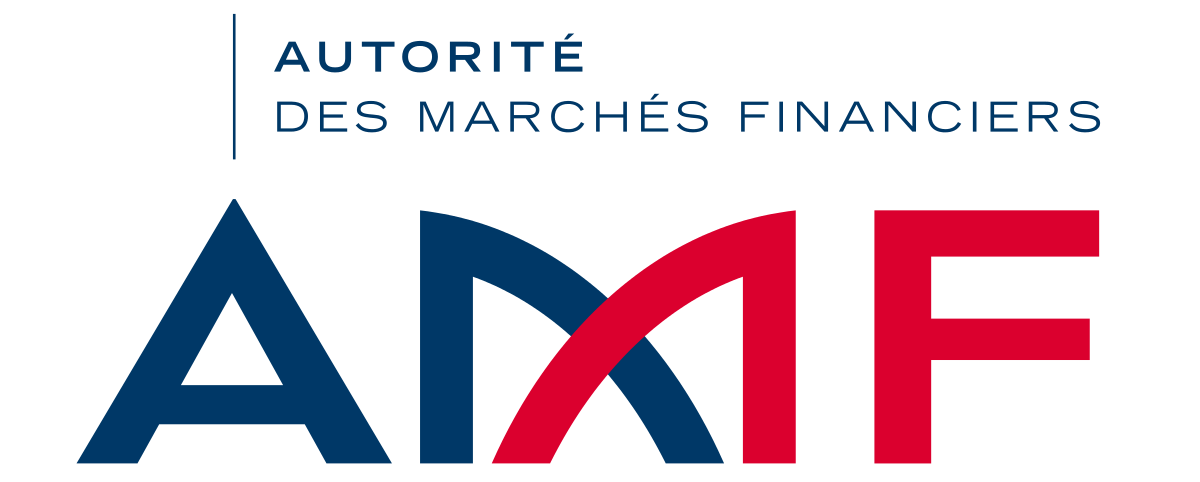 AUTORITÉ
DES MARCHÉS FINANCIERS
AMF